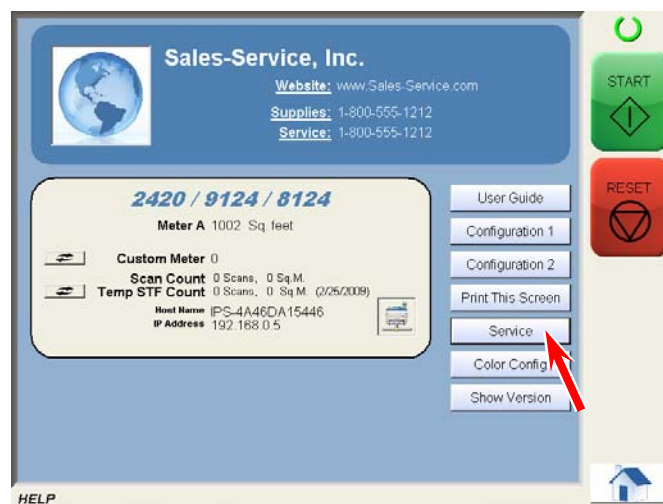 Sales-Service, Inc.
Website: www.Sales-Service.com
Supplies: 1-800-555-1212
Service: 1-800-555-1212
START
2420 / 9124 / 8124
Meter A 1002 Sq. feet
Custom Meter 0
Scan Count 0 Scans, 0 Sq.M.
Temp STF Count 0 Scans, 0 Sq.M. (2/25/2009)
Host Name IPS-4A46DA15446
IP Address 192.168.0.5
User Guide
Configuration 1
Configuration 2
Print This Screen
Service
Color Config
Show Version
RESET
HELP